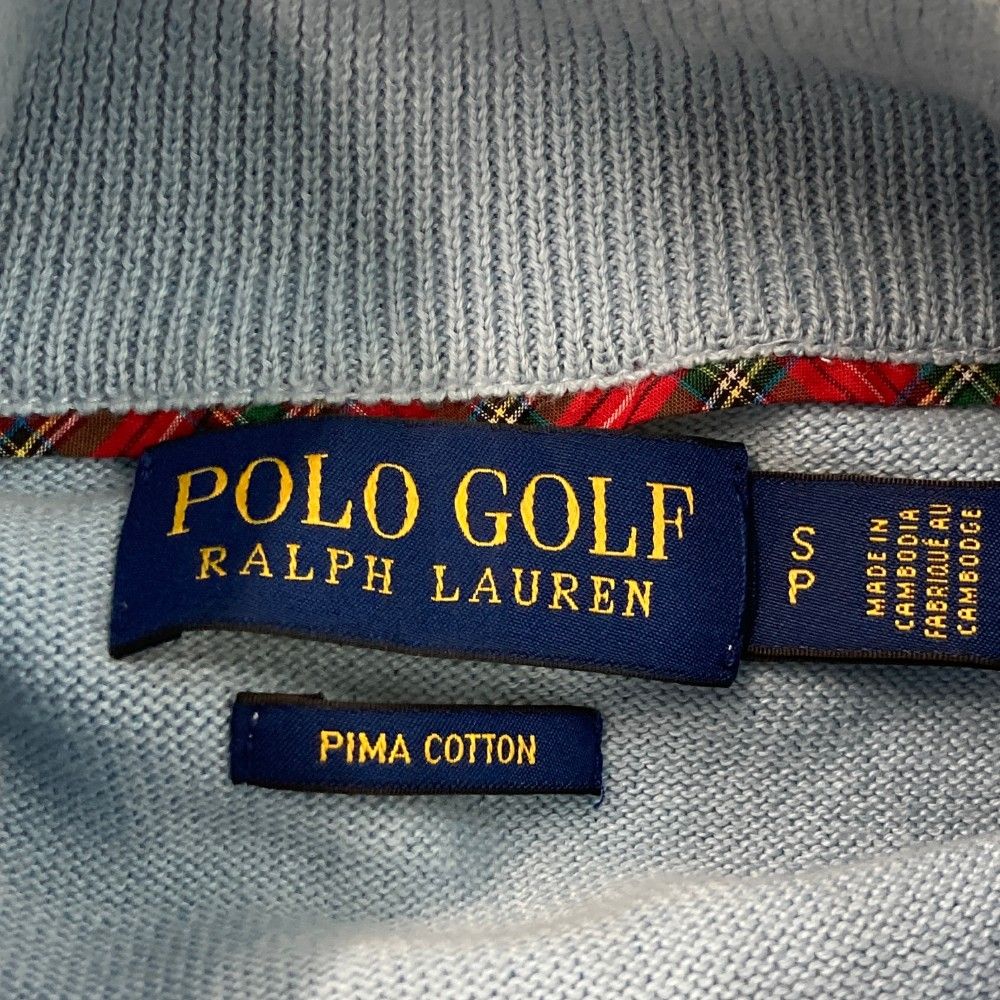 POLO GOLF
RALPH LAUREN
S
P
MADE IN
CAMBODIA
FABRIQUÉ AU
CAMBODGE
PIMA COTTON